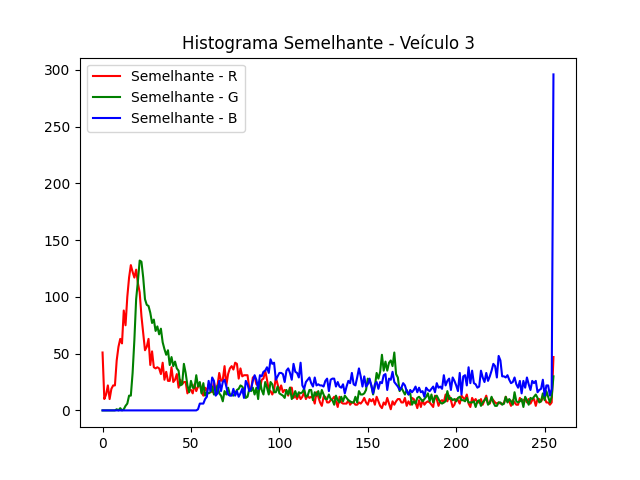 Histograma Semelhante - Veículo 3
Semelhante - R
Semelhante - G
Semelhante - B
300
250
200
150
100
50
0
0 50 100 150 200 250